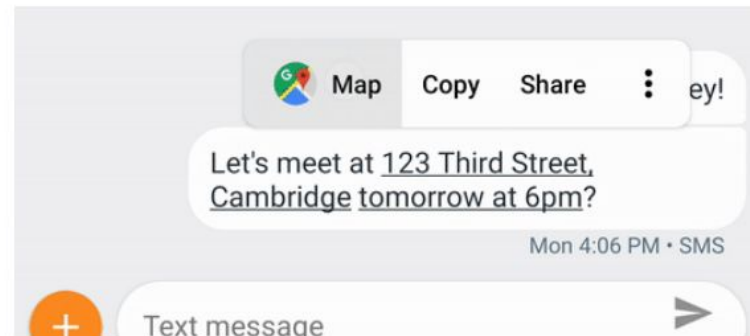 Map Copy Share
ey!
Let's meet at 123 Third Street,
Cambridge tomorrow at 6pm?
Mon 4:06 PM • SMS
Text message